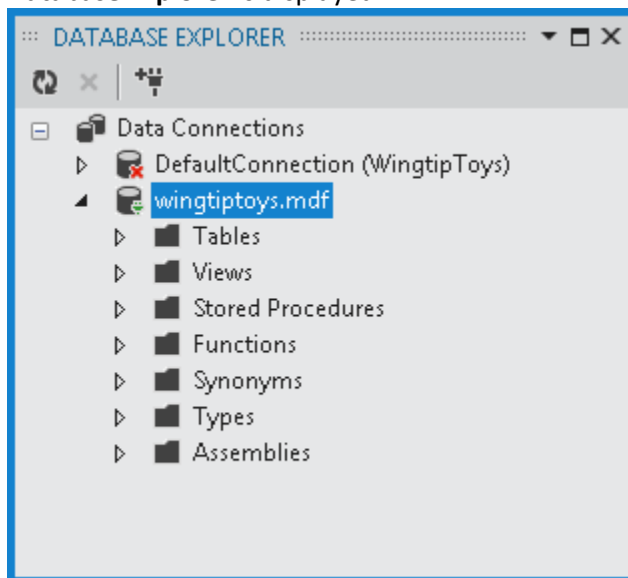 DATABASE EXPLORER
Data Connections
DefaultConnection (WingtipToys)
wingtiptoys.mdf
Tables
Views
Stored Procedures
Functions
Synonyms
Types
Assemblies